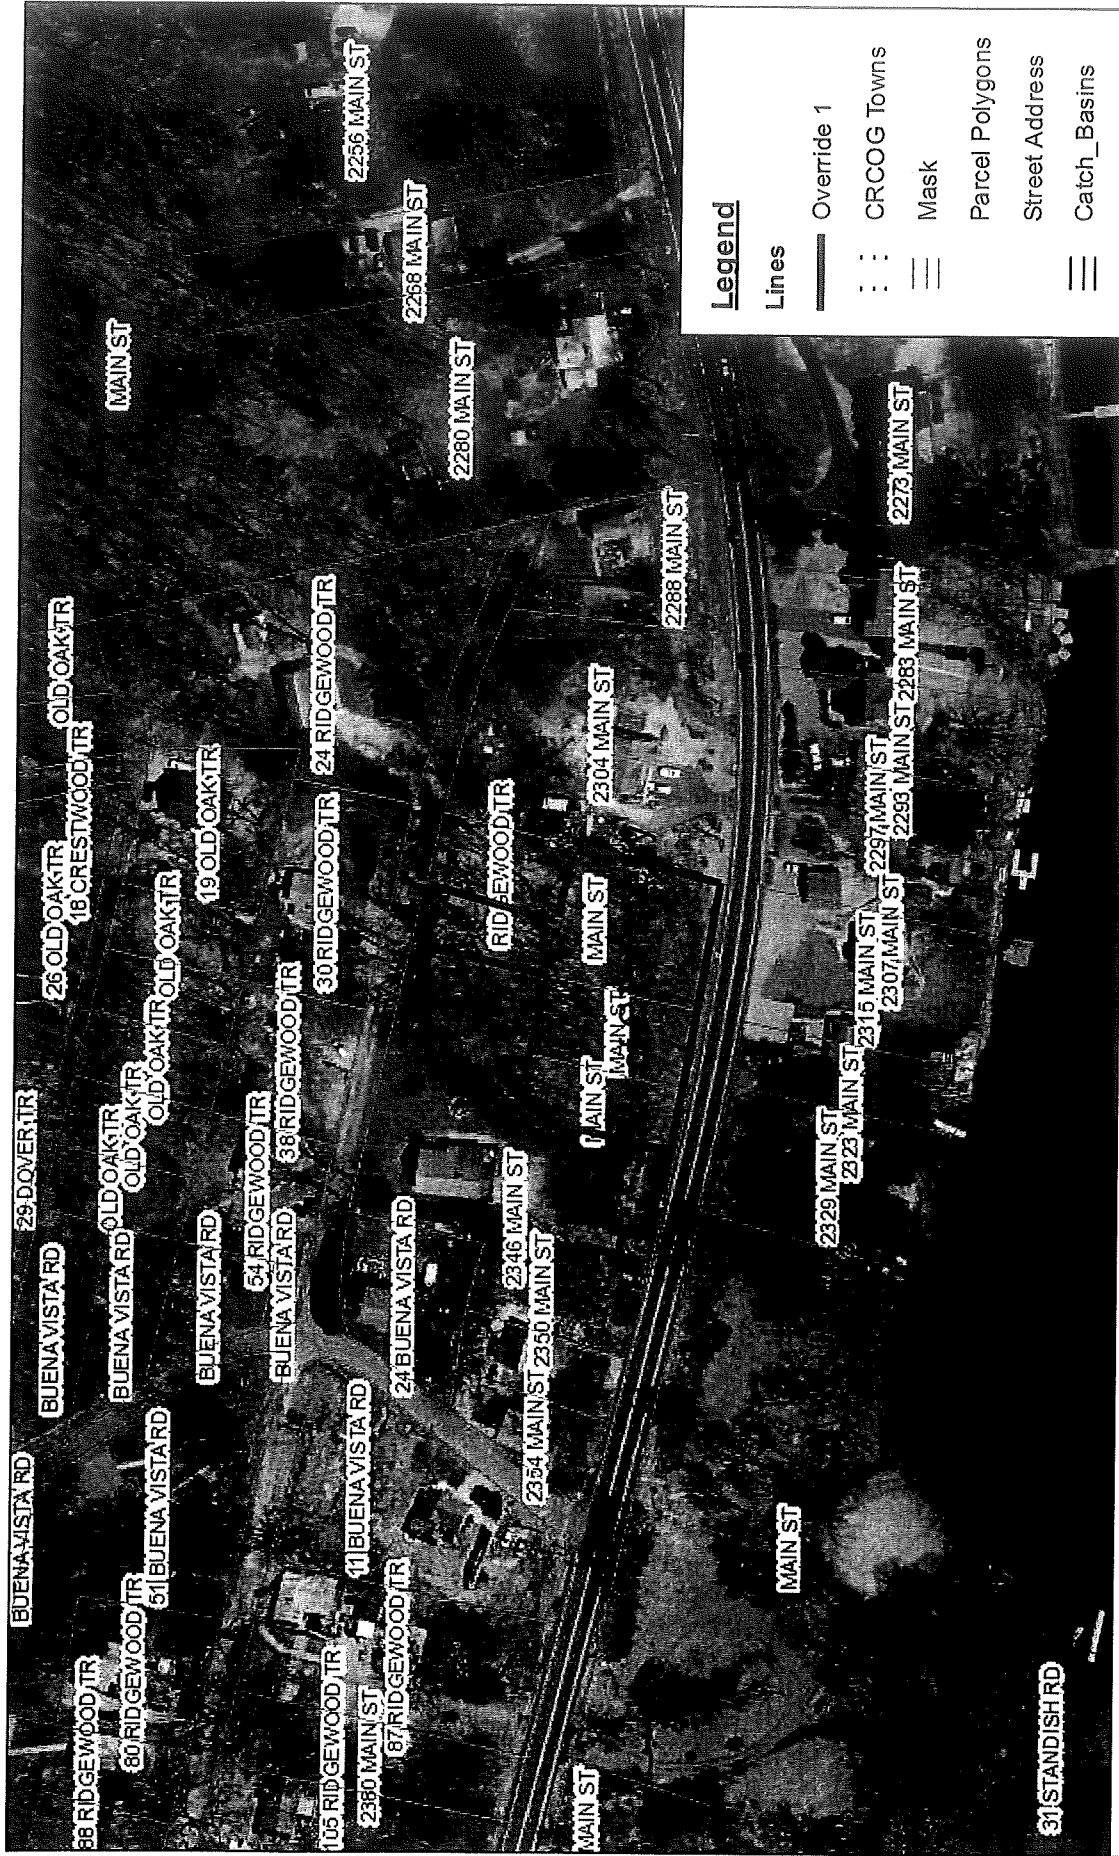 BUENA VISTA RD
29 DOVER TR
BUENA VISTA RD
26 OLD OAK TR
OLD OAK TR
18 CRESTWOOD TR
88 RIDGEWOOD TR
OLD OAK TR
MAIN ST
BUENA VISTA RD
80 RIDGEWOOD TR
OLD OAK TR
51 BUENA VISTA RD
OLD OAK TR
OLD OAK TR
BUENA VISTA RD
19 OLD OAK TR
54 RIDGEWOOD TR
BUENA VISTA RD
38 RIDGEWOOD TR
24 RIDGEWOOD TR
30 RIDGEWOOD TR
105 RIDGEWOOD TR
2256 MAIN ST
11 BUENA VISTA RD
2380 MAIN ST
87 RIDGEWOOD TR
24 BUENA VISTA RD
2268 MAIN ST
2280 MAIN ST
RIDGEWOOD TR
2346 MAIN ST
2354 MAIN ST
2350 MAIN ST
MAIN ST
MAIN ST
MAIN ST
2304 MAIN ST
MAIN ST
2288 MAIN ST
MAIN ST
2329 MAIN ST
2323 MAIN ST
2315 MAIN ST
2297 MAIN ST
2307 MAIN ST
2293 MAIN ST
2283 MAIN ST
2273 MAIN ST
31 STANDISH RD
Legend
Lines
Override 1
CRCOG Towns
Mask
Parcel Polygons
Street Address
Catch_Basins